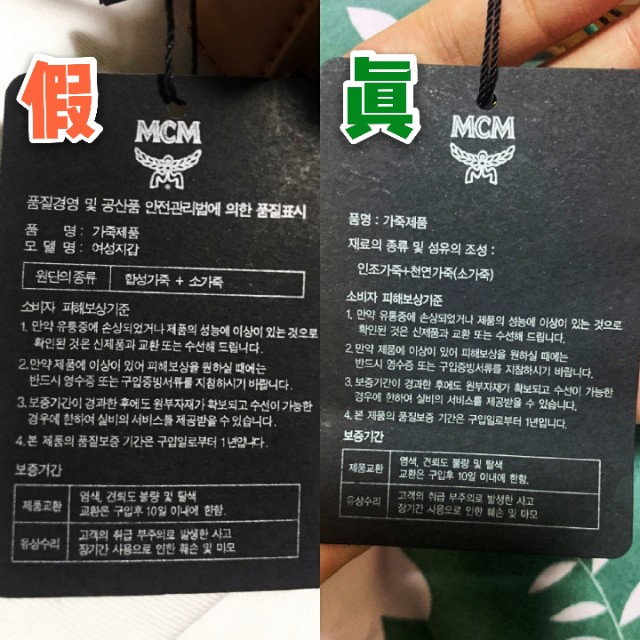 假
MCM
품질경영 및 공산품 안전관리법에 의한 품질표시
품 명 : 가죽제품
모 델 명 : 여성지갑
원단의종류 합성가죽 + 소가죽
소비자 피해보상기준
1. 만약 유통중에 손상되었거나 제품의 성능에 이상이 있는 것으로
확인된 것은 신제품과 교환 또는 수선해 드립니다.
2.만약 제품에 이상이 있어 피해보상을 원하실 때에는
반드시 영수증 또는 구입증빙서류를 지참하시기 바랍니다.
3.보증기간이 경과한 후에도 원부자재가 확보되고 수선이 가능한
경우에 한하여 실비의 서비스를 제공받을 수 있습니다.
4.본 제품의 품질보증 기간은 구입일로부터 1년입니다.
보증기간
제품교환 염색, 견뢰도 불량 및 탈색
교환은 구입후 10일 이내에 한함.
유상수리 고객의 취급 부주의로 발생한 사고
장기간 사용으로 인한 훼손 및 마모
眞
MCM
품명 : 가죽제품
재료의 종류 및 섬유의 조성 :
인조가죽+천연가죽(소가죽)
소비자 피해보상기준
1. 만약 유통중에 손상되었거나 제품의 성능에 이상이 있는 것으로
확인된 것은 신제품과 교환 또는 수선해 드립니다.
2. 만약 제품에 이상이 있어 피해보상을 원하실 때에는
반드시 영수증 또는 구입증빙서류를 지참하시기 바랍니다.
3. 보증기간이 경과한 후에도 원부자재가 확보되고 수선이 가능한
경우에 한하여 실비의 서비스를 제공받을 수 있습니다.
4. 본 제품의 품질보증 기간은 구입일로부터 1년입니다.
보증기간
제품교환 염색, 견뢰도 불량 및 탈색
교환은 구입후 10일 이내에 한함.
유상수리 고객의 취급 부주의로 발생한 사고
장기간 사용으로 인한 훼손 및 마모